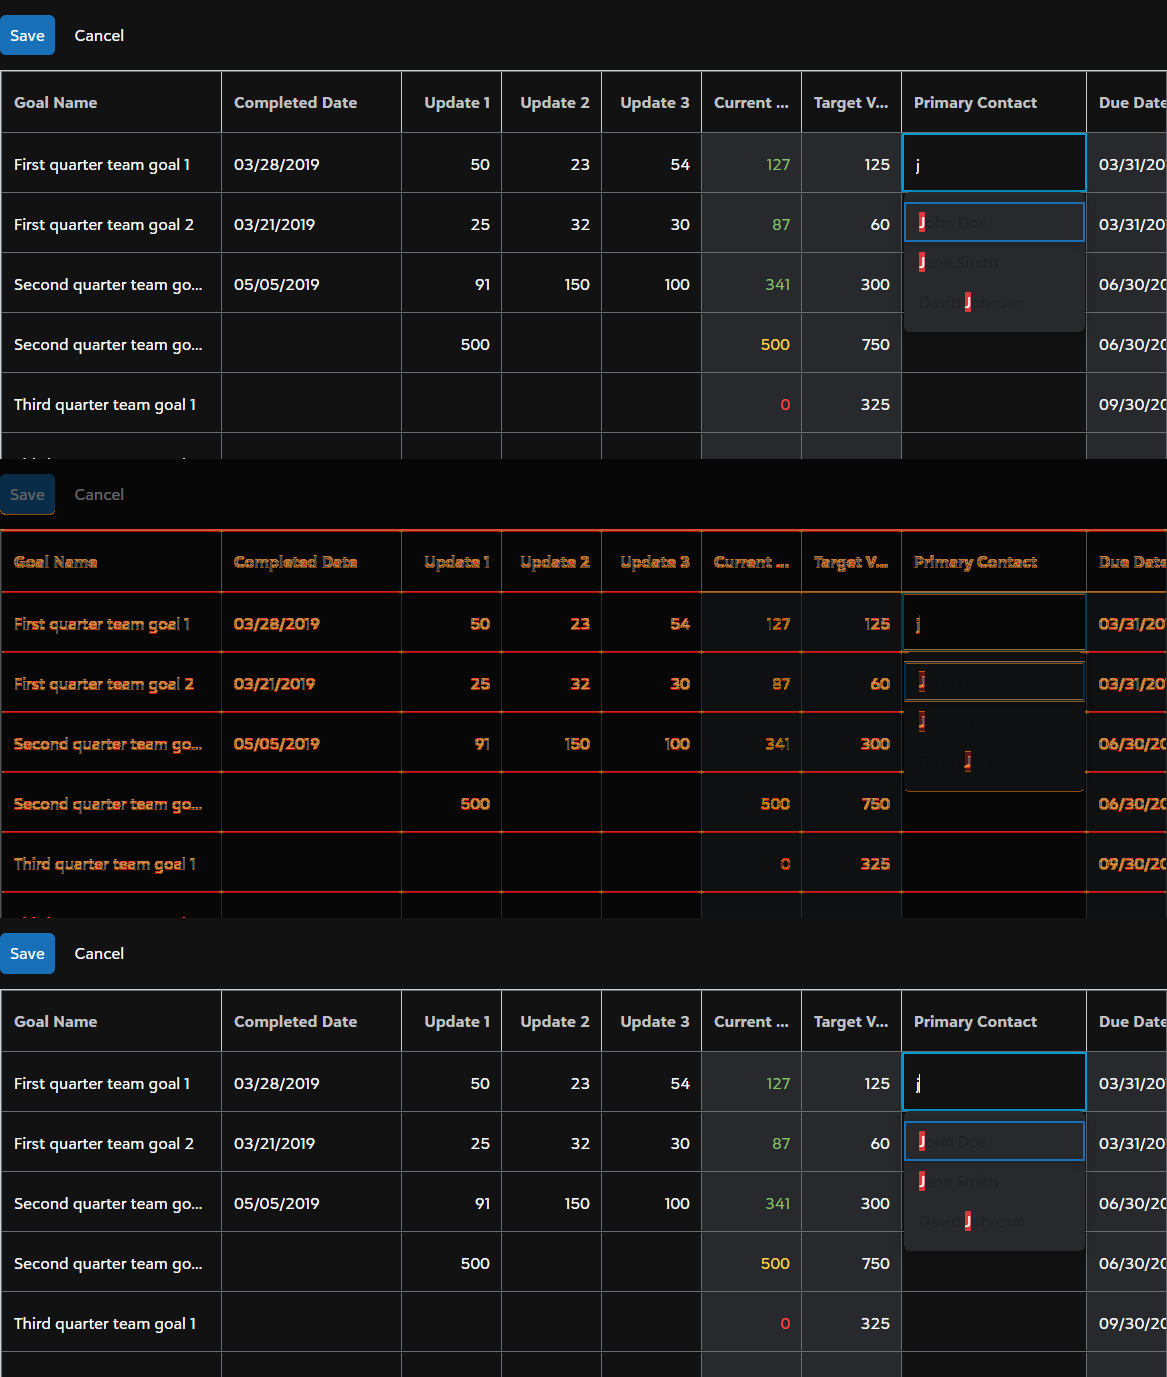 Save Cancel
Goal Name Completed Date Update 1 Update 2 Update 3 Current ... Target V... Primary Contact Due Date
First quarter team goal 1 03/28/2019 50 23 54 127 125 j 03/31/20
First quarter team goal 2 03/21/2019 25 32 30 87 60 John Doe 03/31/20
Jane Smith
Second quarter team go... 05/05/2019 91 150 100 341 300 David Johnson 06/30/20
Second quarter team go... 500 500 750 06/30/20
Third quarter team goal 1 0 325 09/30/20
Save Cancel
Goal Name Completed Date Update 1 Update 2 Update 3 Current ... Target V... Primary Contact Due Date
First quarter team goal 1 03/28/2019 50 23 54 127 125 j 03/31/20
First quarter team goal 2 03/21/2019 25 32 30 87 60 J 03/31/20
J
Second quarter team go... 05/05/2019 91 150 100 341 300 J 06/30/20
Second quarter team go... 500 500 750 06/30/20
Third quarter team goal 1 0 325 09/30/20
Save Cancel
Goal Name Completed Date Update 1 Update 2 Update 3 Current ... Target V... Primary Contact Due Date
First quarter team goal 1 03/28/2019 50 23 54 127 125 j 03/31/20
First quarter team goal 2 03/21/2019 25 32 30 87 60 John Doe 03/31/20
Jane Smith
Second quarter team go... 05/05/2019 91 150 100 341 300 David Johnson 06/30/20
Second quarter team go... 500 500 750 06/30/20
Third quarter team goal 1 0 325 09/30/20